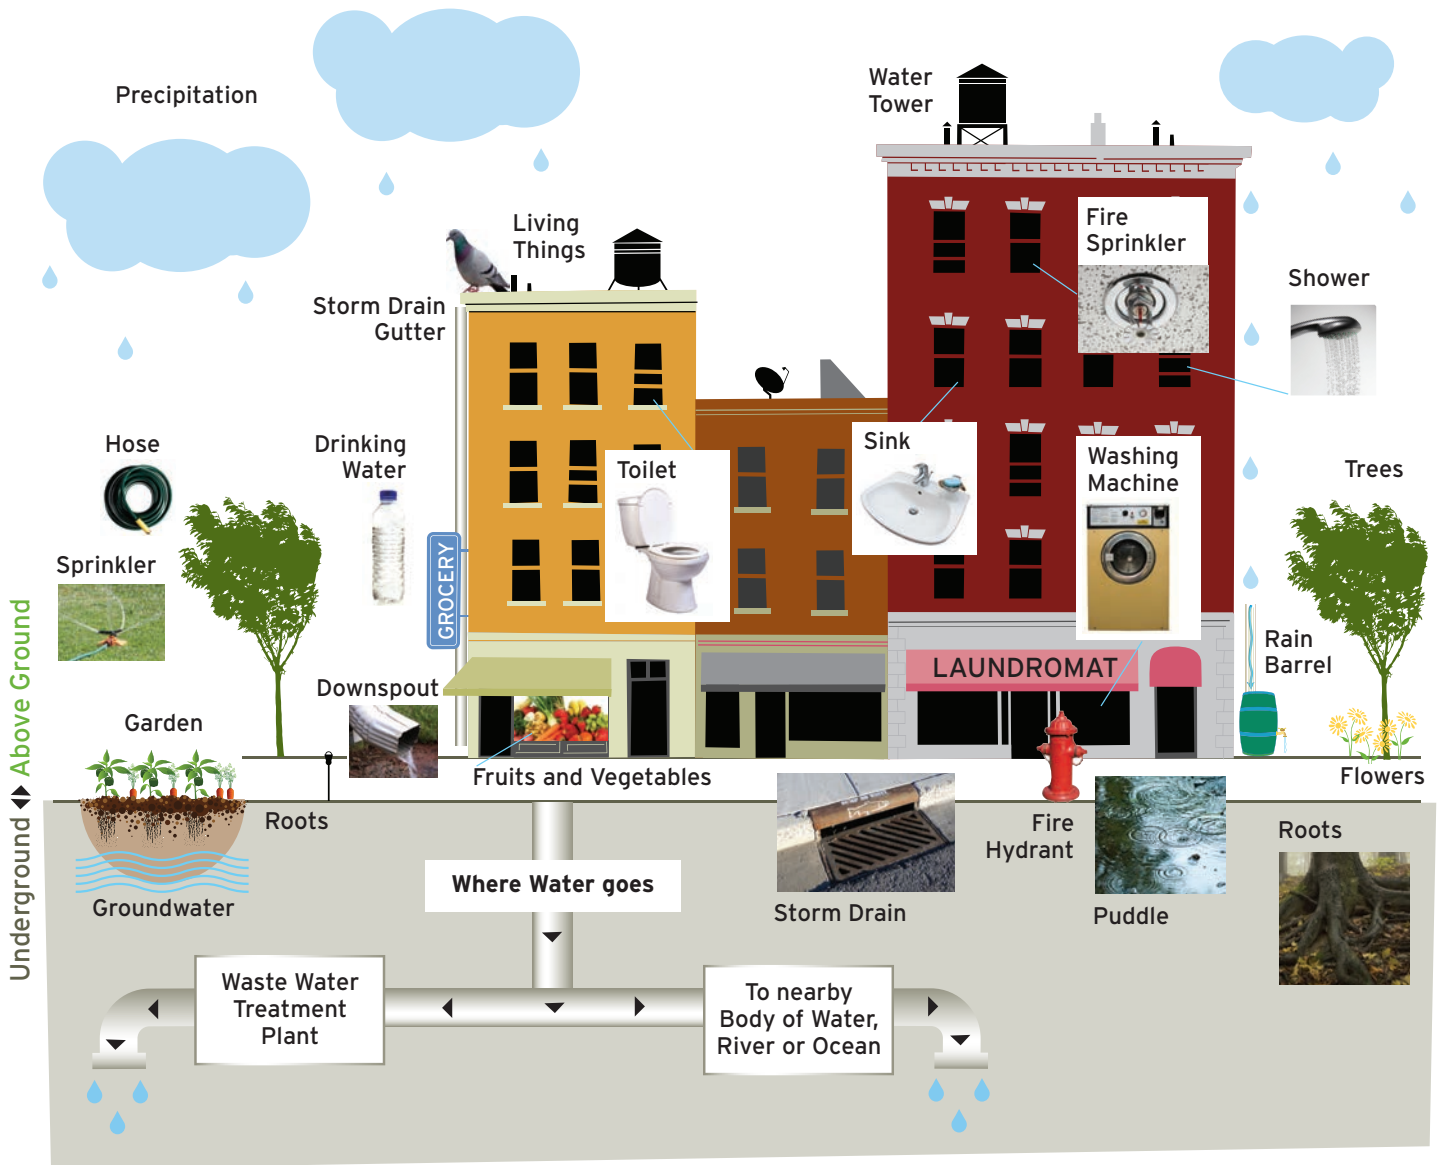 Precipitation
Water
Tower
Living
Things
Fire
Sprinkler
Shower
Storm Drain
Gutter
Hose
Drinking
Water
Toilet
Sink
Washing
Machine
Trees
Sprinkler
GROCERY
LAUNDROMAT
Rain
Barrel
Downspout
Garden
Fruits and Vegetables
Flowers
Underground Above Ground
Roots
Fire
Hydrant
Roots
Where Water goes
Groundwater
Storm Drain
Puddle
Waste Water
Treatment
Plant
To nearby
Body of Water,
River or Ocean